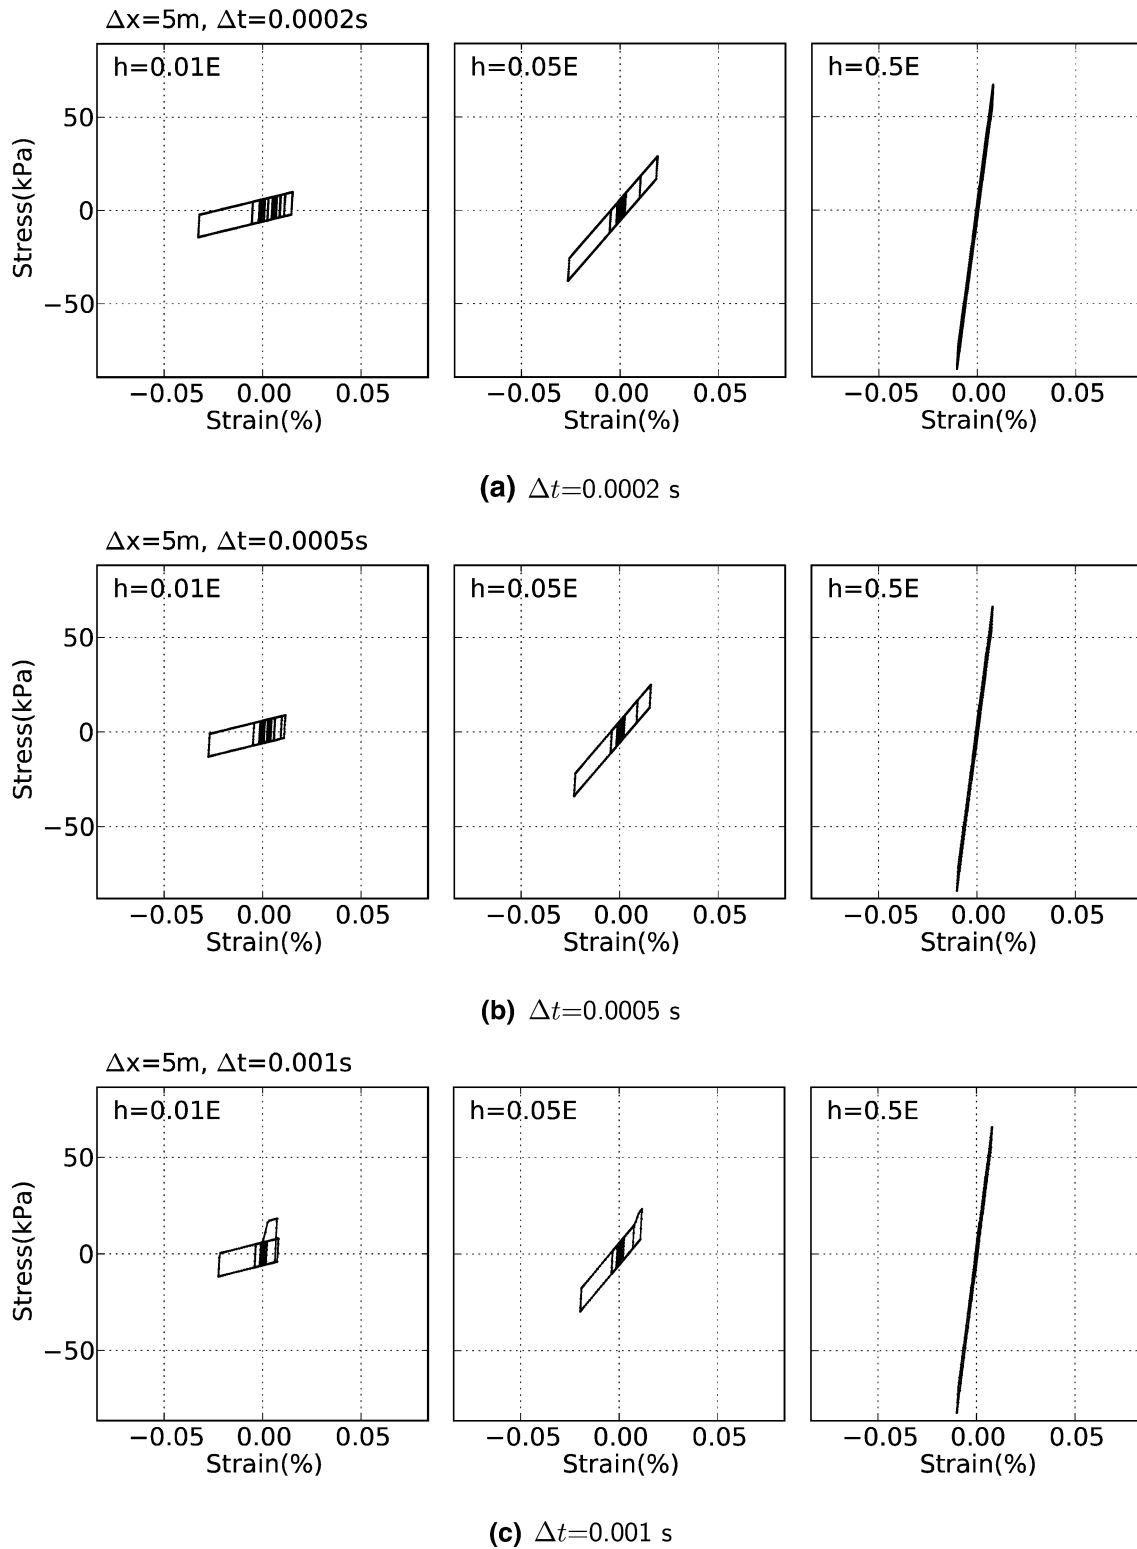 Δx=5m, Δt=0.0002s
h=0.01E
h=0.05E
h=0.5E
50
0
−50
Stress(kPa)
−0.05 0.00 0.05
−0.05 0.00 0.05
−0.05 0.00 0.05
Strain(%)
Strain(%)
Strain(%)
(a) Δt=0.0002 s
Δx=5m, Δt=0.0005s
h=0.01E
h=0.05E
h=0.5E
50
0
−50
Stress(kPa)
−0.05 0.00 0.05
−0.05 0.00 0.05
−0.05 0.00 0.05
Strain(%)
Strain(%)
Strain(%)
(b) Δt=0.0005 s
Δx=5m, Δt=0.001s
h=0.01E
h=0.05E
h=0.5E
50
0
−50
Stress(kPa)
−0.05 0.00 0.05
−0.05 0.00 0.05
−0.05 0.00 0.05
Strain(%)
Strain(%)
Strain(%)
(c) Δt=0.001 s